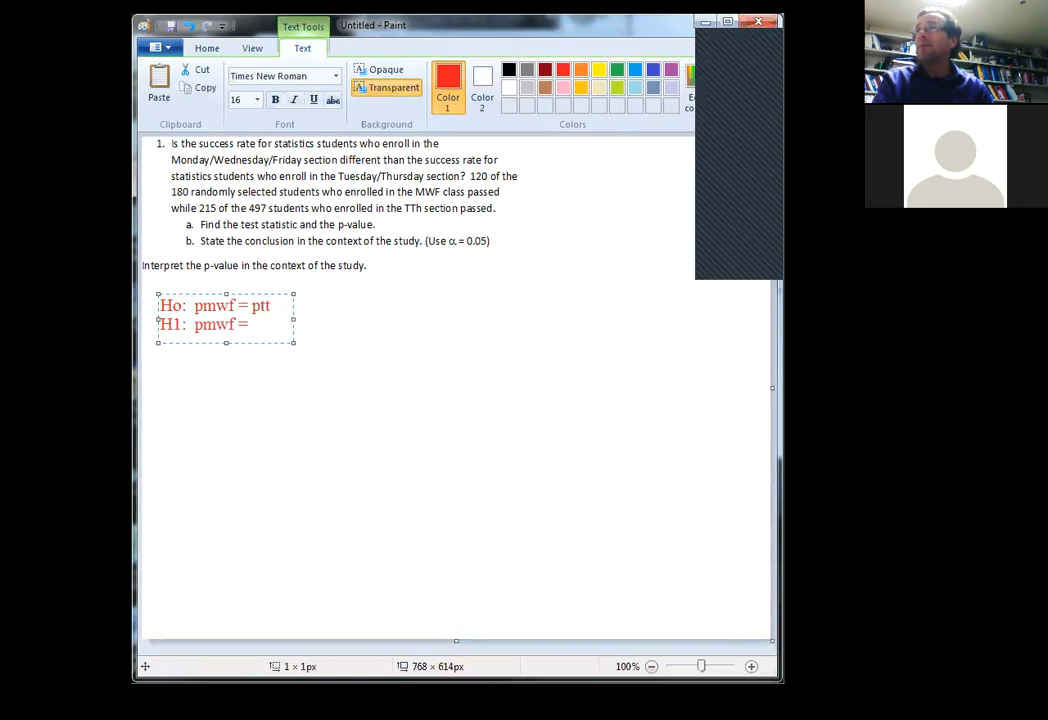 Text Tools
Untitled - Paint
Home
View
Text
Paste
Cut
Copy
Clipboard
Times New Roman
16
B I U abc
Font
Opaque
Transparent
Background
Color 1
Color 2
Colors
1. Is the success rate for statistics students who enroll in the
Monday/Wednesday/Friday section different than the success rate for
statistics students who enroll in the Tuesday/Thursday section? 120 of the
180 randomly selected students who enrolled in the MWF class passed
while 215 of the 497 students who enrolled in the TTh section passed.
a. Find the test statistic and the p-value.
b. State the conclusion in the context of the study. (Use α = 0.05)
Interpret the p-value in the context of the study.
Ho: pmwf = ptt
H1: pmwf =
1 × 1px
768 × 614px
100%